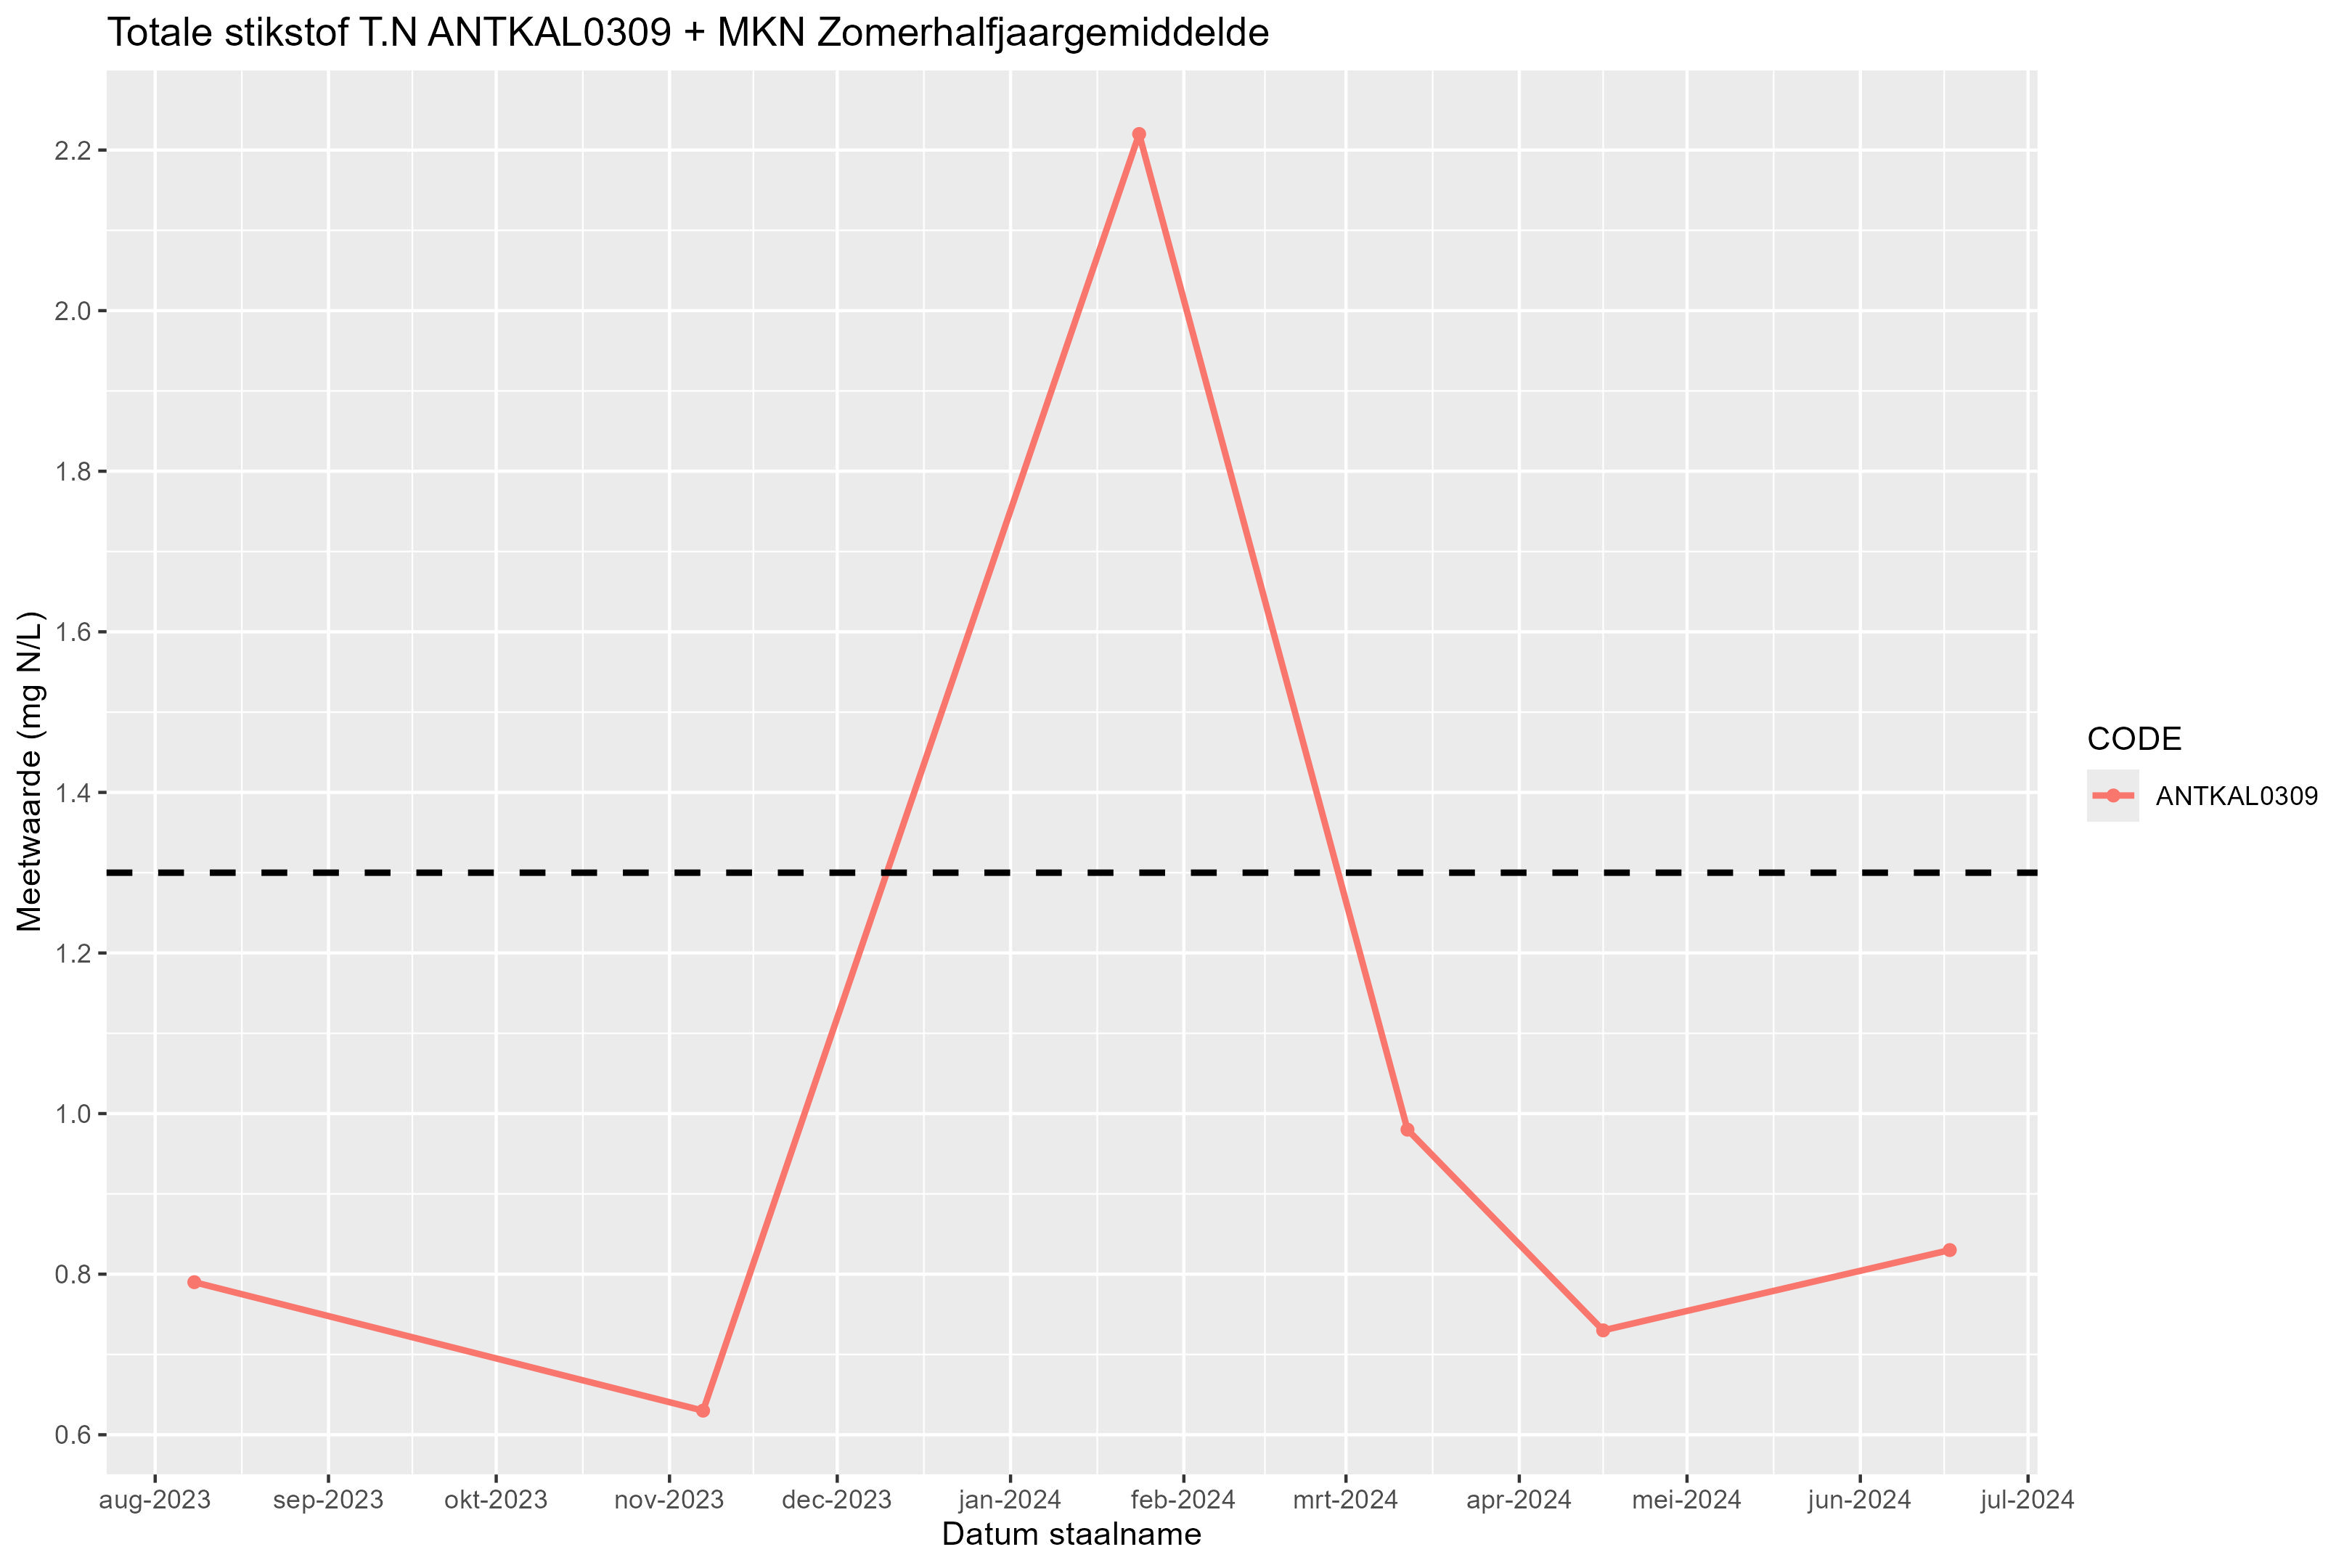 Totale stikstof T.N ANTKAL0309 + MKN Zomerhalfjaargemiddelde
Meetwaarde (mg N/L)
2.2
2.0
1.8
1.6
1.4
1.2
1.0
0.8
0.6
aug-2023 sep-2023 okt-2023 nov-2023 dec-2023 jan-2024 feb-2024 mrt-2024 apr-2024 mei-2024 jun-2024 jul-2024
Datum staalname
CODE
ANTKAL0309